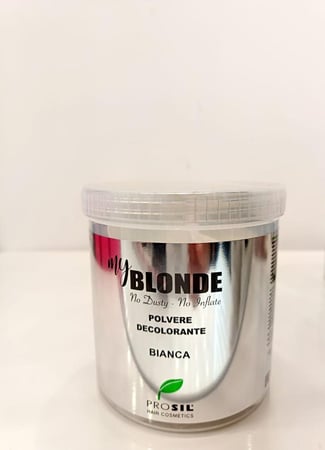 my BLONDE
No Dusty - No Inflate
POLVERE
DECOLORANTE
BIANCA
PROSIL®
HAIR COSMETICS